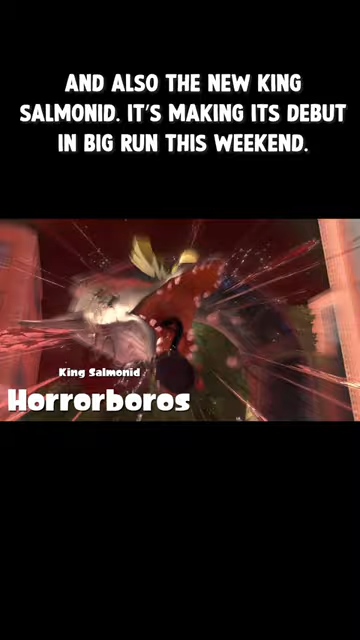 AND ALSO THE NEW KING
SALMONID. IT'S MAKING ITS DEBUT
IN BIG RUN THIS WEEKEND.
King Salmonid
Horrorboros